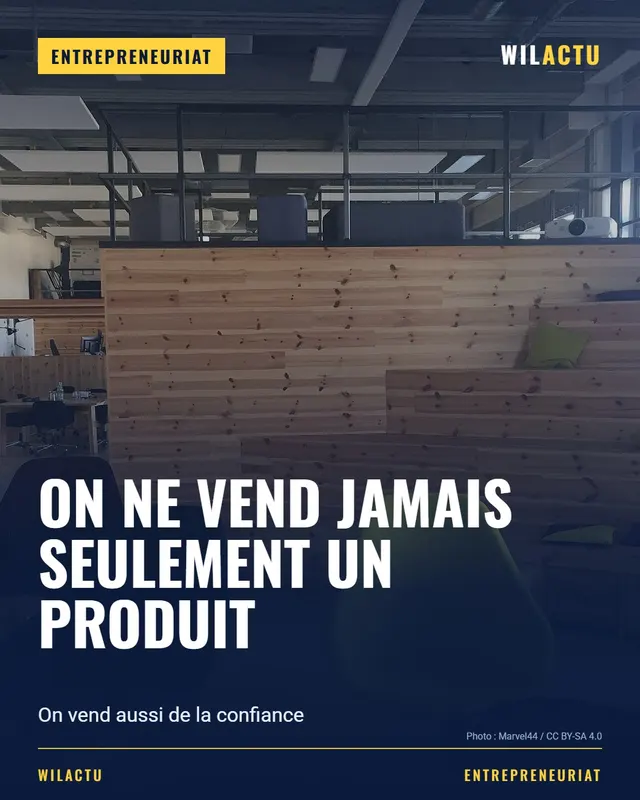 ENTREPRENEURIAT
WILACTU
ON NE VEND JAMAIS
SEULEMENT UN
PRODUIT
On vend aussi de la confiance
Photo : Marvel44 / CC BY-SA 4.0
WILACTU
ENTREPRENEURIAT